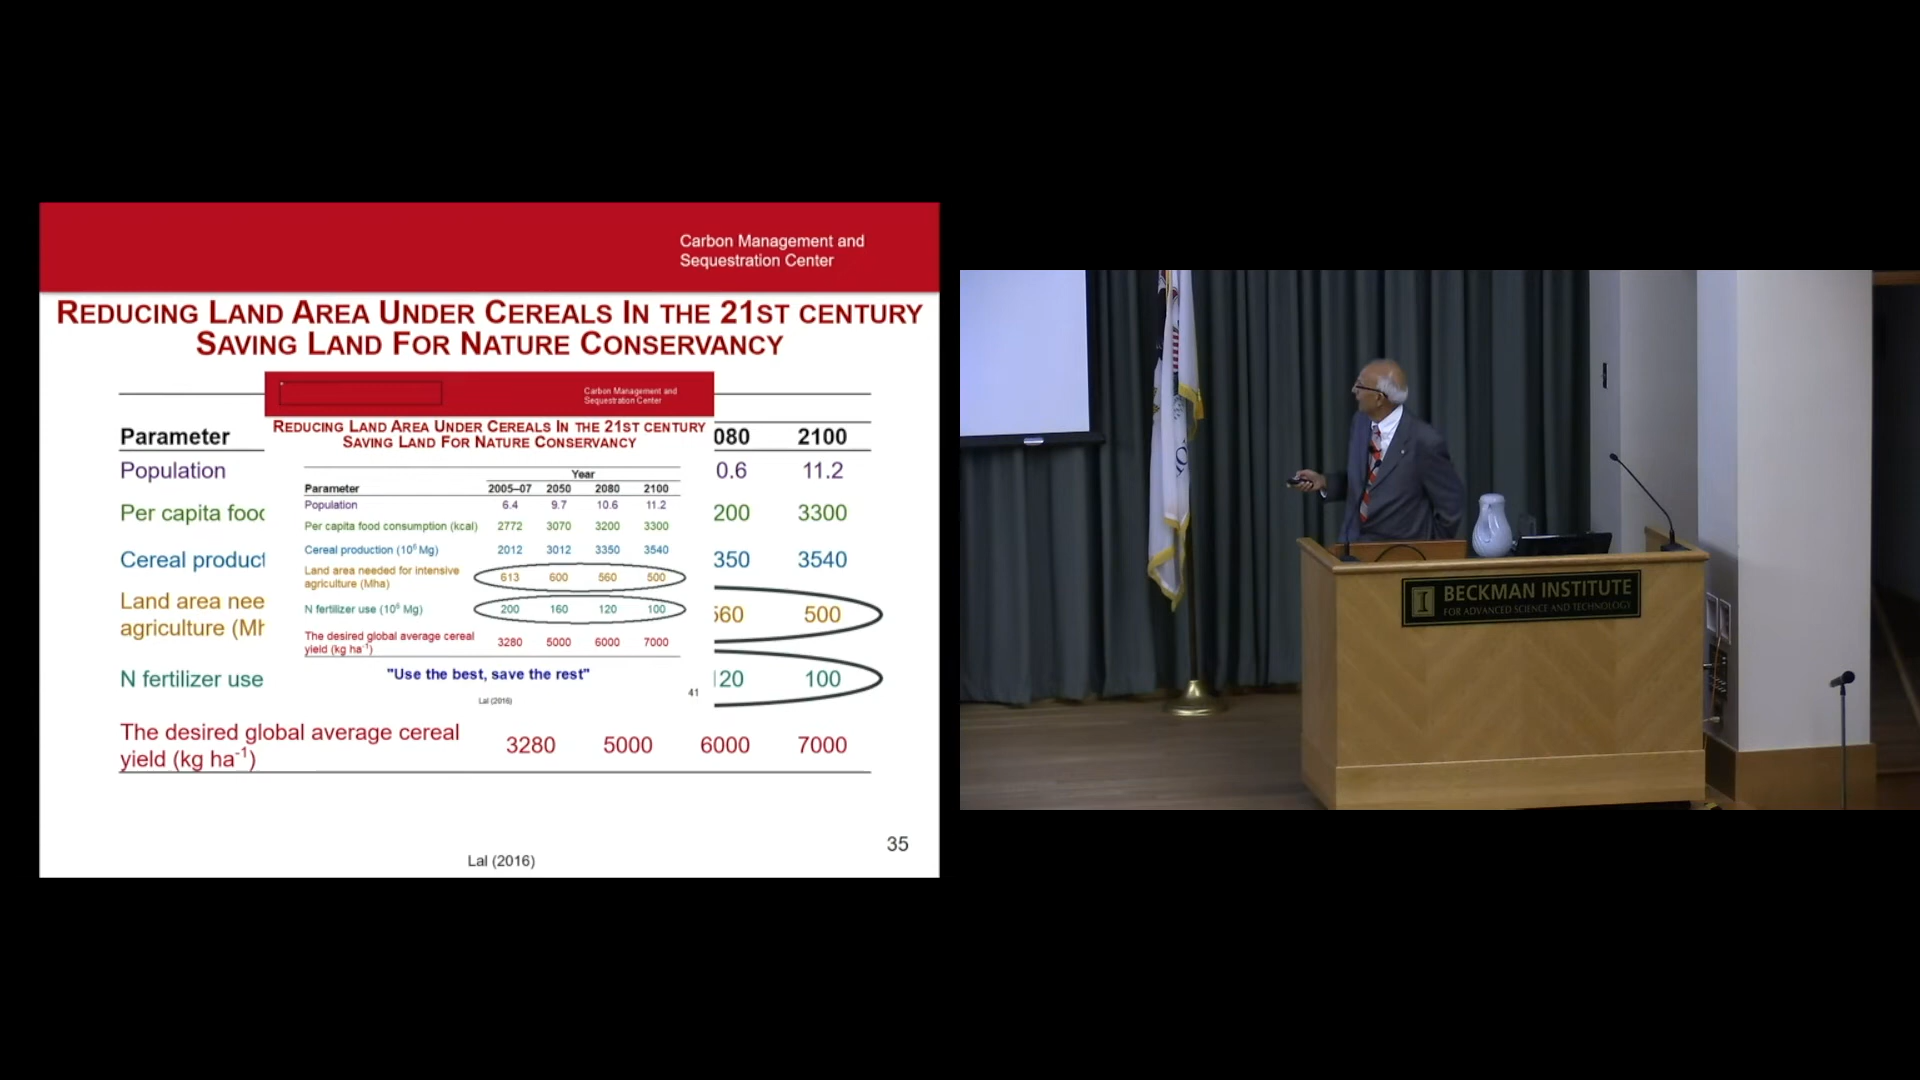 Carbon Management and
Sequestration Center
REDUCING LAND AREA UNDER CEREALS IN THE 21ST CENTURY
SAVING LAND FOR NATURE CONSERVANCY
Carbon Management and
Sequestration Center
REDUCING LAND AREA UNDER CEREALS IN THE 21ST CENTURY
SAVING LAND FOR NATURE CONSERVANCY
Year
Parameter 2005–07 2050 2080 2100
Population 6.4 9.7 10.6 11.2
Per capita food consumption (kcal) 2772 3070 3200 3300
Cereal production (10⁶ Mg) 2012 3012 3350 3540
Land area needed for intensive
agriculture (Mha) 613 600 560 500
N fertilizer use (10⁶ Mg) 200 160 120 100
The desired global average cereal
yield (kg ha⁻¹) 3280 5000 6000 7000
"Use the best, save the rest"
Lal (2016)
41
Parameter 080 2100
Population 0.6 11.2
Per capita 200 3300
Cereal 350 3540
Land area
agriculture 560 500
N fertilizer use 120 100
The desired global average cereal
yield (kg ha⁻¹) 3280 5000 6000 7000
35
Lal (2016)
I BECKMAN INSTITUTE
FOR ADVANCED SCIENCE AND TECHNOLOGY